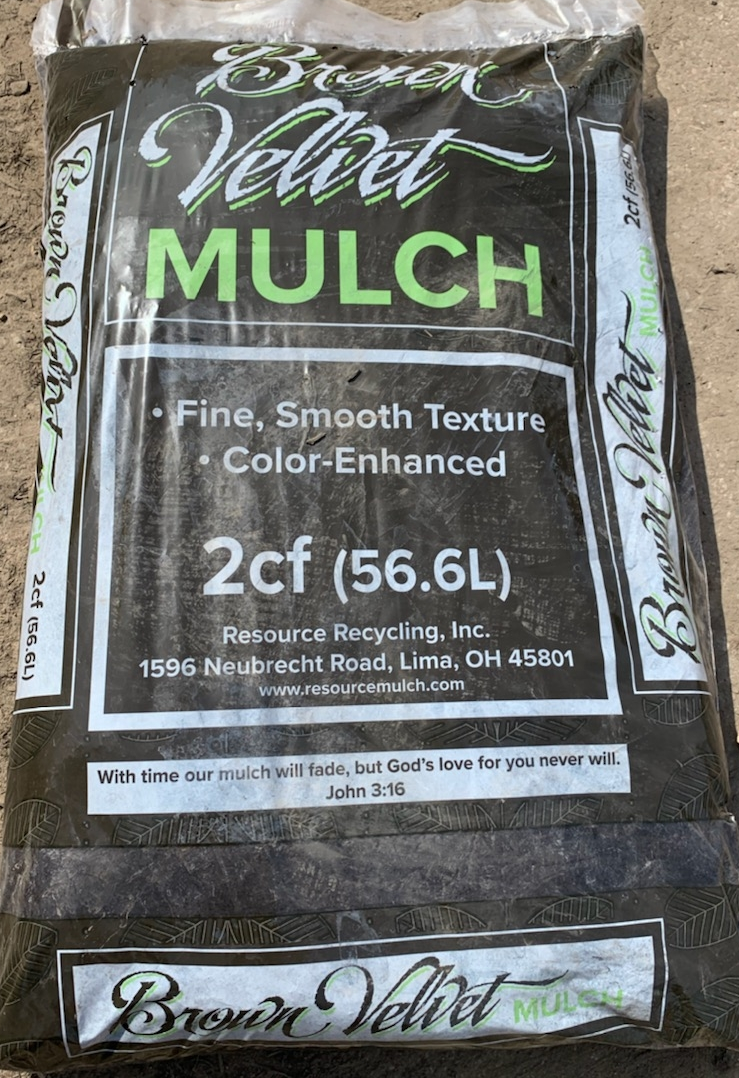 Brown
Velvet
MULCH
• Fine, Smooth Texture
• Color-Enhanced
2cf (56.6L)
Resource Recycling, Inc.
1596 Neubrecht Road, Lima, OH 45801
www.resourcemulch.com
With time our mulch will fade, but God's love for you never will.
John 3:16
Brown Velvet MULCH
Brown Velvet MULCH 2cf (56.6L)
Brown Velvet MULCH 2cf (56.6L)